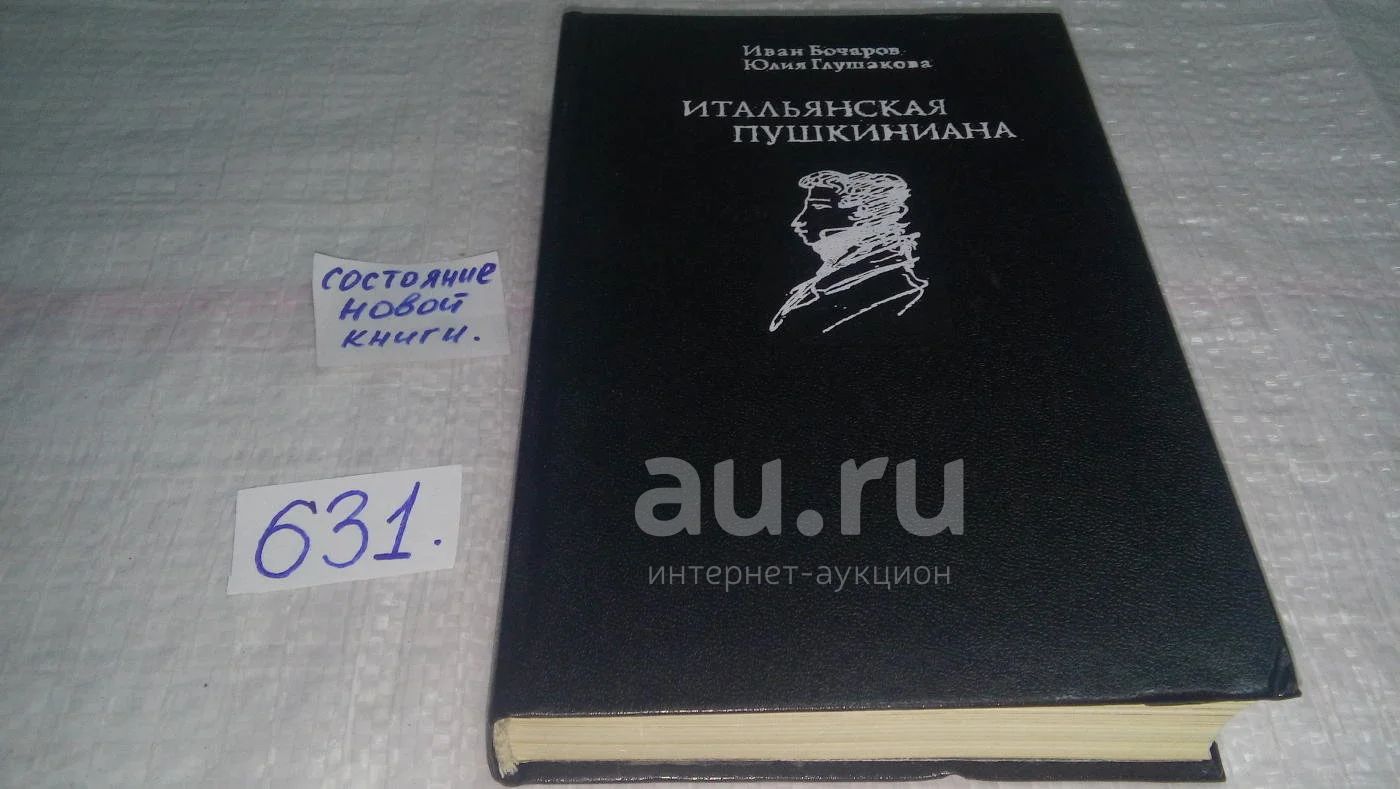 Иван Бочаров
Юлия Глушакова
ИТАЛЬЯНСКАЯ
ПУШКИНИАНА
состояние
новой
книги.
631.
au.ru
интернет-аукцион